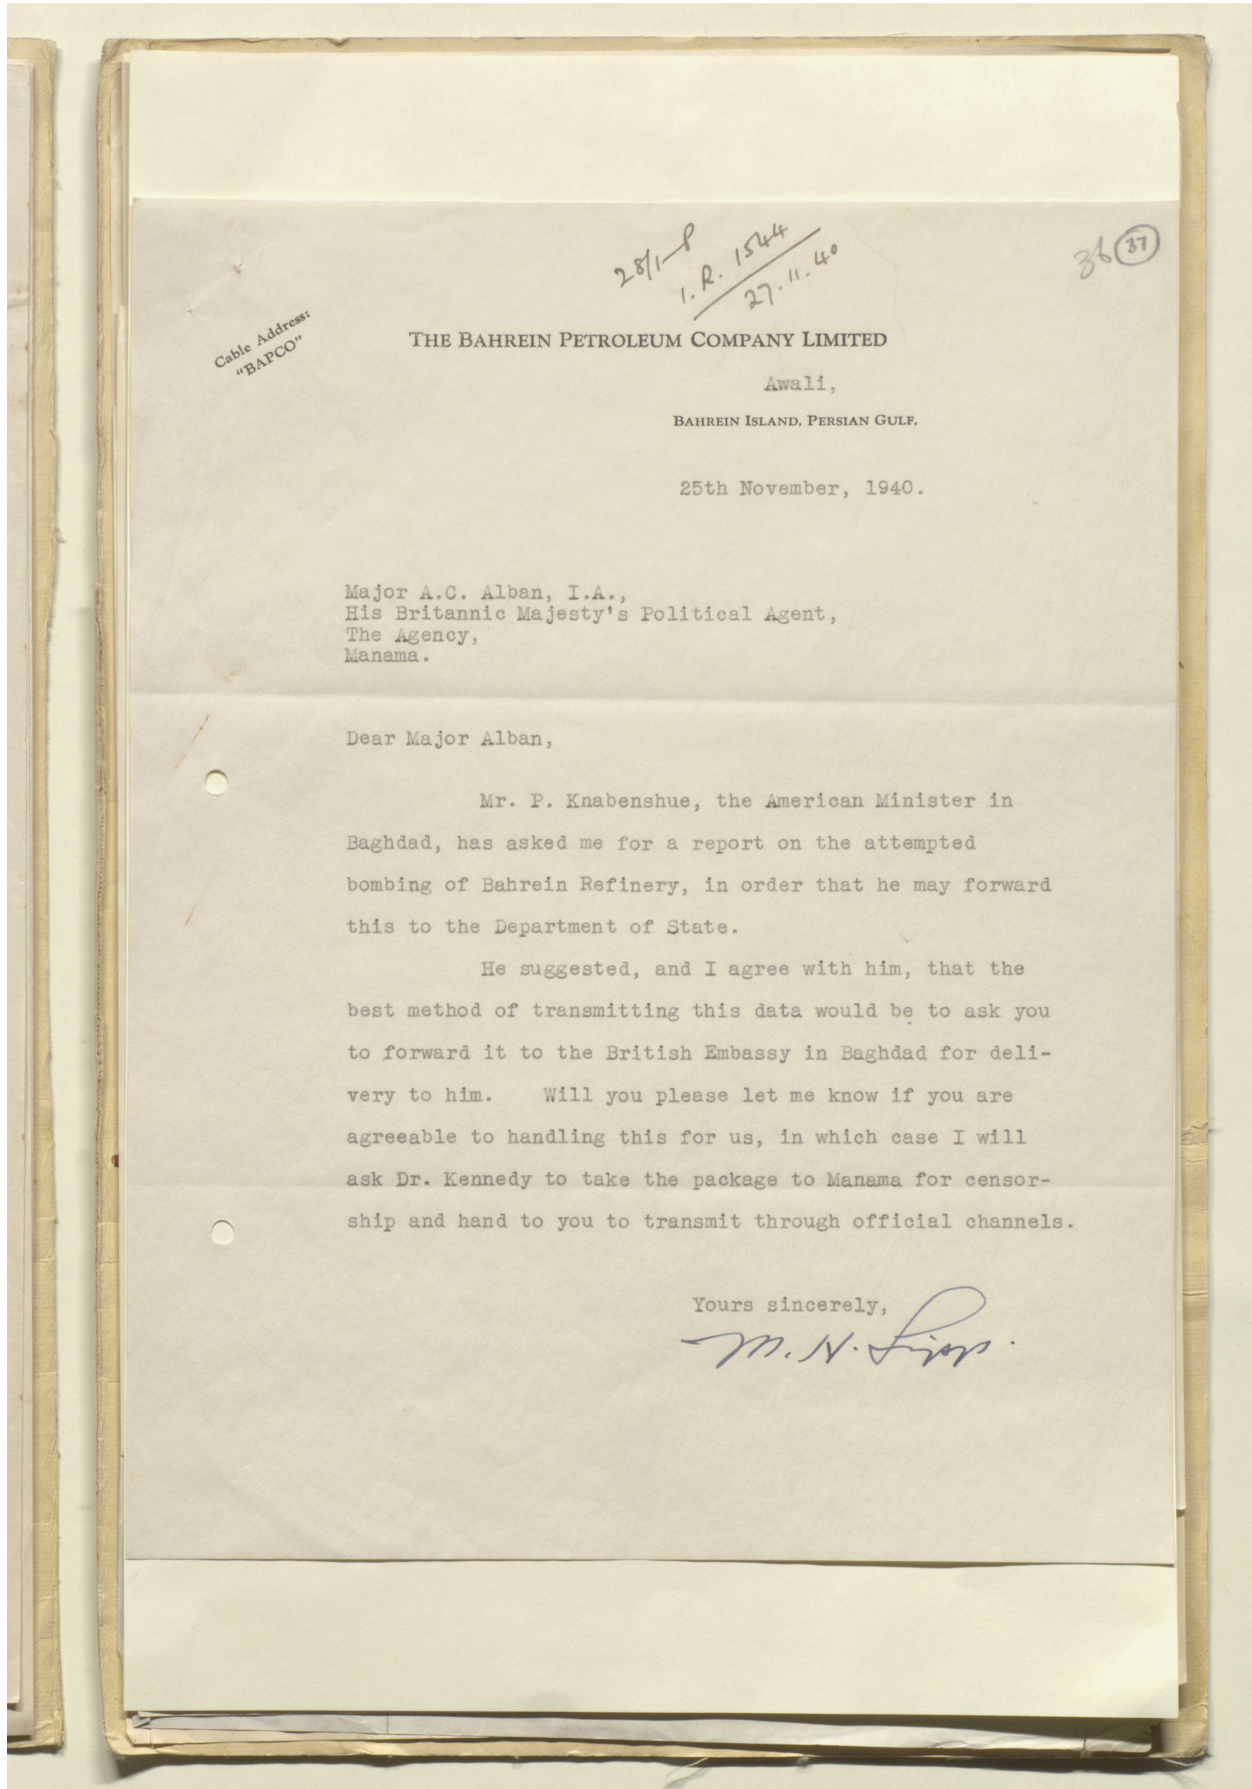 28/1-P
I.R. 1544
27.11.40
38 37
Cable Address:
"BAPCO"
THE BAHREIN PETROLEUM COMPANY LIMITED
Awali,
BAHREIN ISLAND, PERSIAN GULF,
25th November, 1940.
Major A.C. Alban, I.A.,
His Britannic Majesty's Political Agent,
The Agency,
Manama.
Dear Major Alban,
Mr. P. Knabenshue, the American Minister in
Baghdad, has asked me for a report on the attempted
bombing of Bahrein Refinery, in order that he may forward
this to the Department of State.
He suggested, and I agree with him, that the
best method of transmitting this data would be to ask you
to forward it to the British Embassy in Baghdad for deli-
very to him. Will you please let me know if you are
agreeable to handling this for us, in which case I will
ask Dr. Kennedy to take the package to Manama for censor-
ship and hand to you to transmit through official channels.
Yours sincerely,
M. H. Lipp.